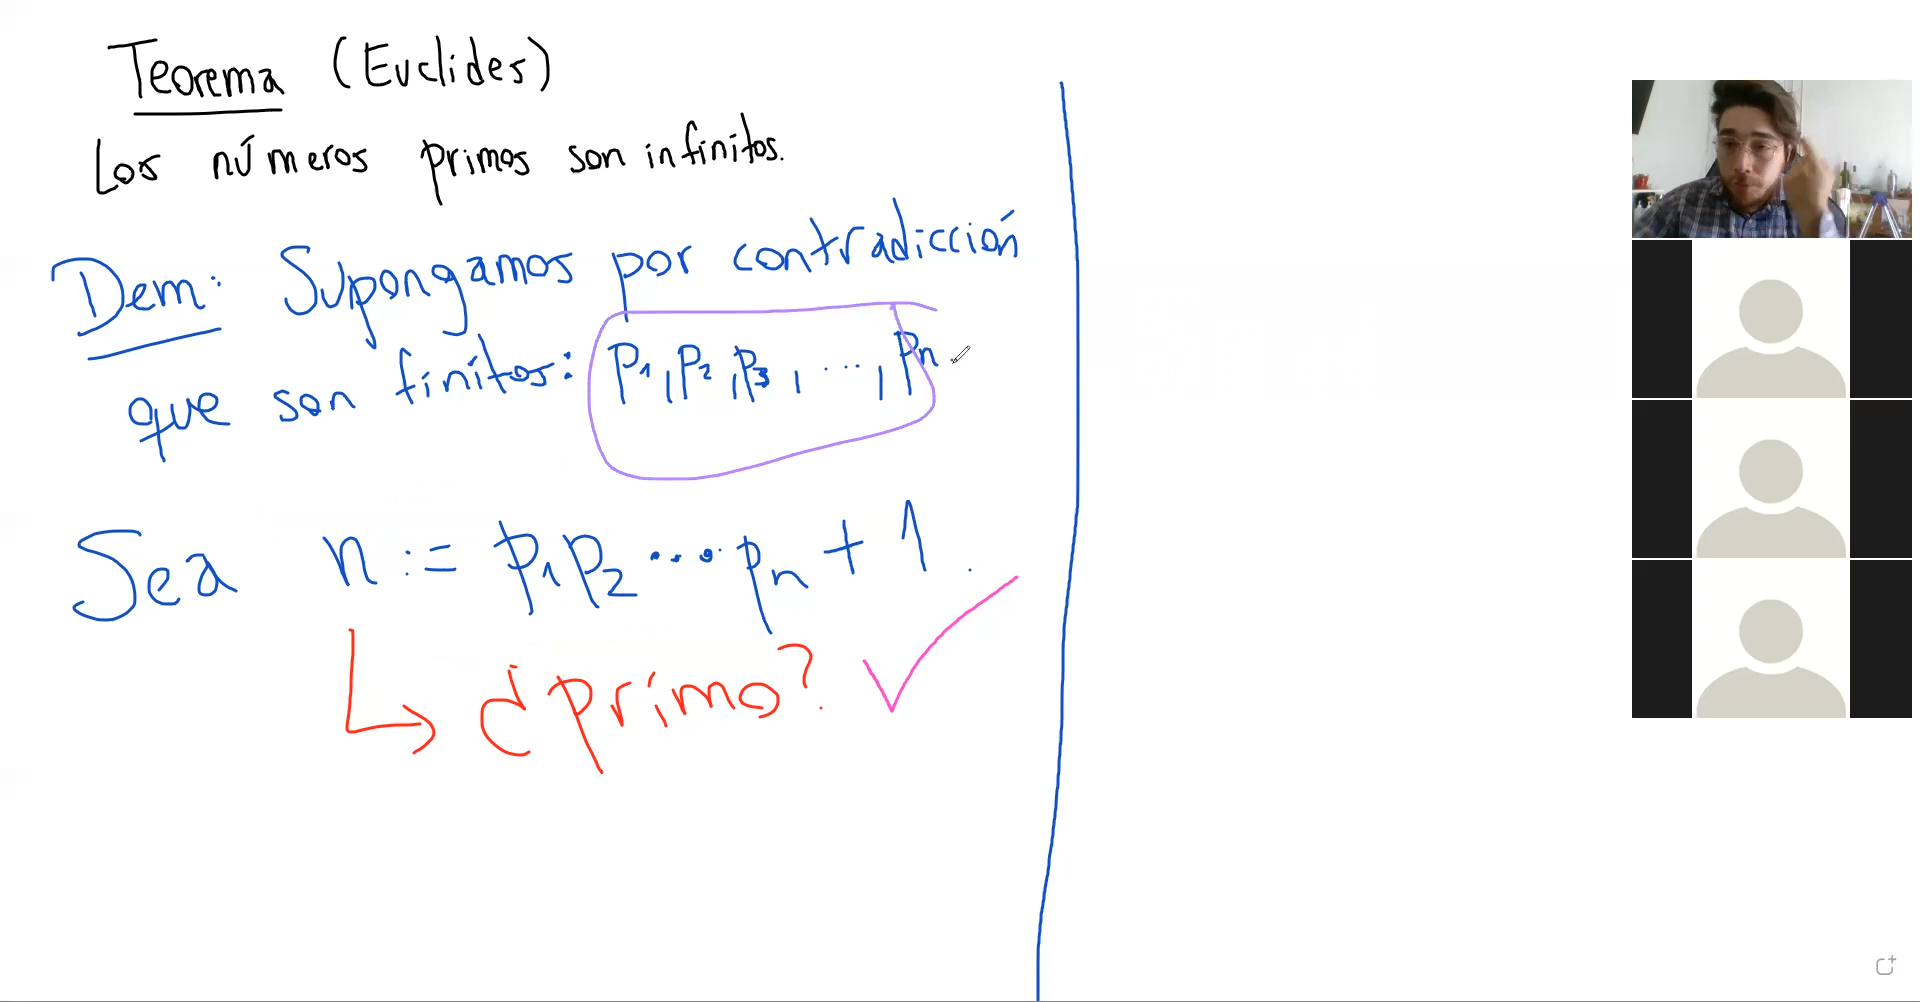 Teorema (Euclides)
Los números primos son infinitos.
Dem: Supongamos por contradicción
que son finitos: p₁, p₂, p₃, ..., pₙ
Sea n := p₁p₂ ... pₙ + 1.
¿primo? ✓